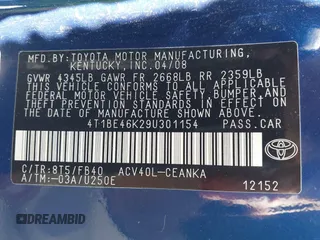 MFD.BY: TOYOTA MOTOR MANUFACTURING,
KENTUCKY, INC. 04/08
GVWR 4345LB GAWR FR 2668LB RR 2359LB
THIS VEHICLE CONFORMS TO ALL APPLICABLE
FEDERAL MOTOR VEHICLE SAFETY, BUMPER, AND
THEFT PREVENTION STANDARDS IN EFFECT ON
THE DATE OF MANUFACTURE SHOWN ABOVE.
4T1BE46K29U301154 PASS.CAR
C/TR:8T5/FB40 ACV40L-CEANKA
A/TM:-03A/U250E
TOYOTA
12152
autobidmaster